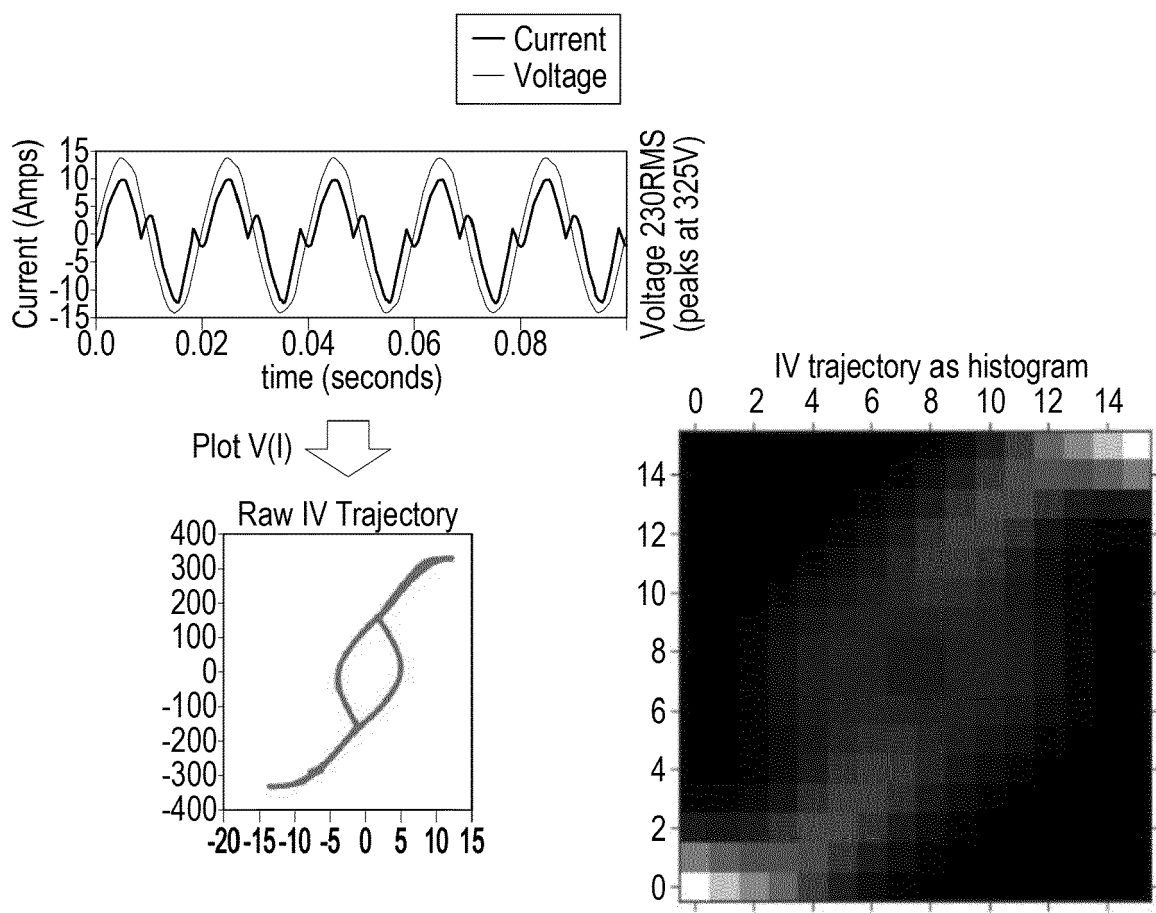 Current
Voltage
Current (Amps)
15
10
5
0
-5
-10
-15
0.0 0.02 0.04 0.06 0.08
time (seconds)
Voltage 230RMS
(peaks at 325V)
Plot V(I)
Raw IV Trajectory
400
300
200
100
0
-100
-200
-300
-400
-20 -15 -10 -5 0 5 10 15
IV trajectory as histogram
0 2 4 6 8 10 12 14
14
12
10
8
6
4
2
0